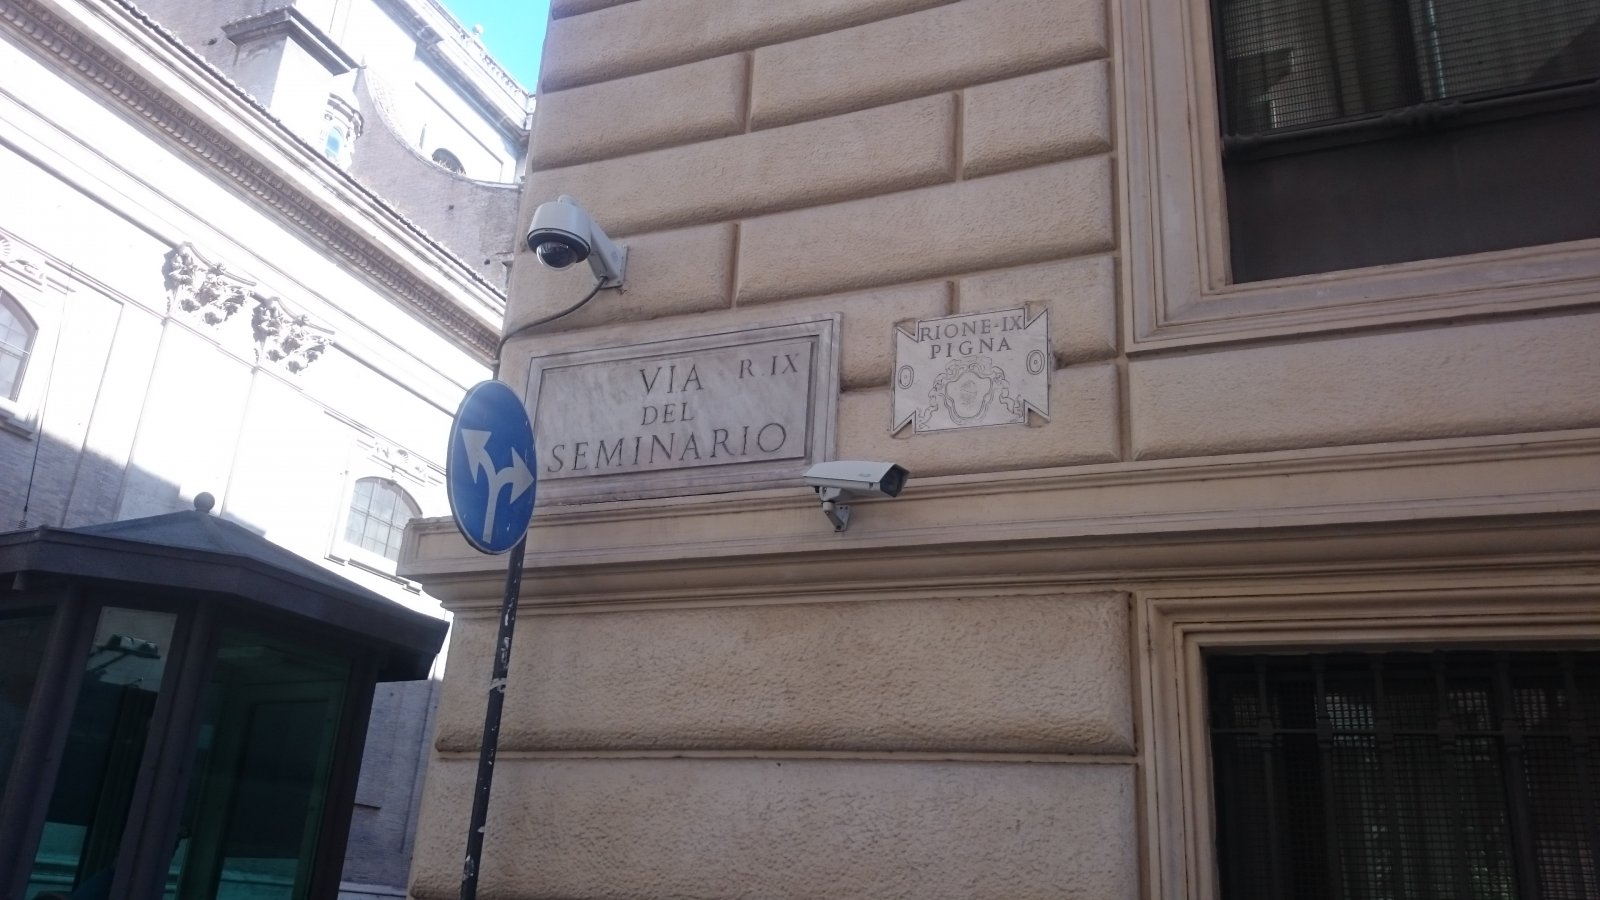 VIA R IX
DEL
SEMINARIO
RIONE·IX
PIGNA